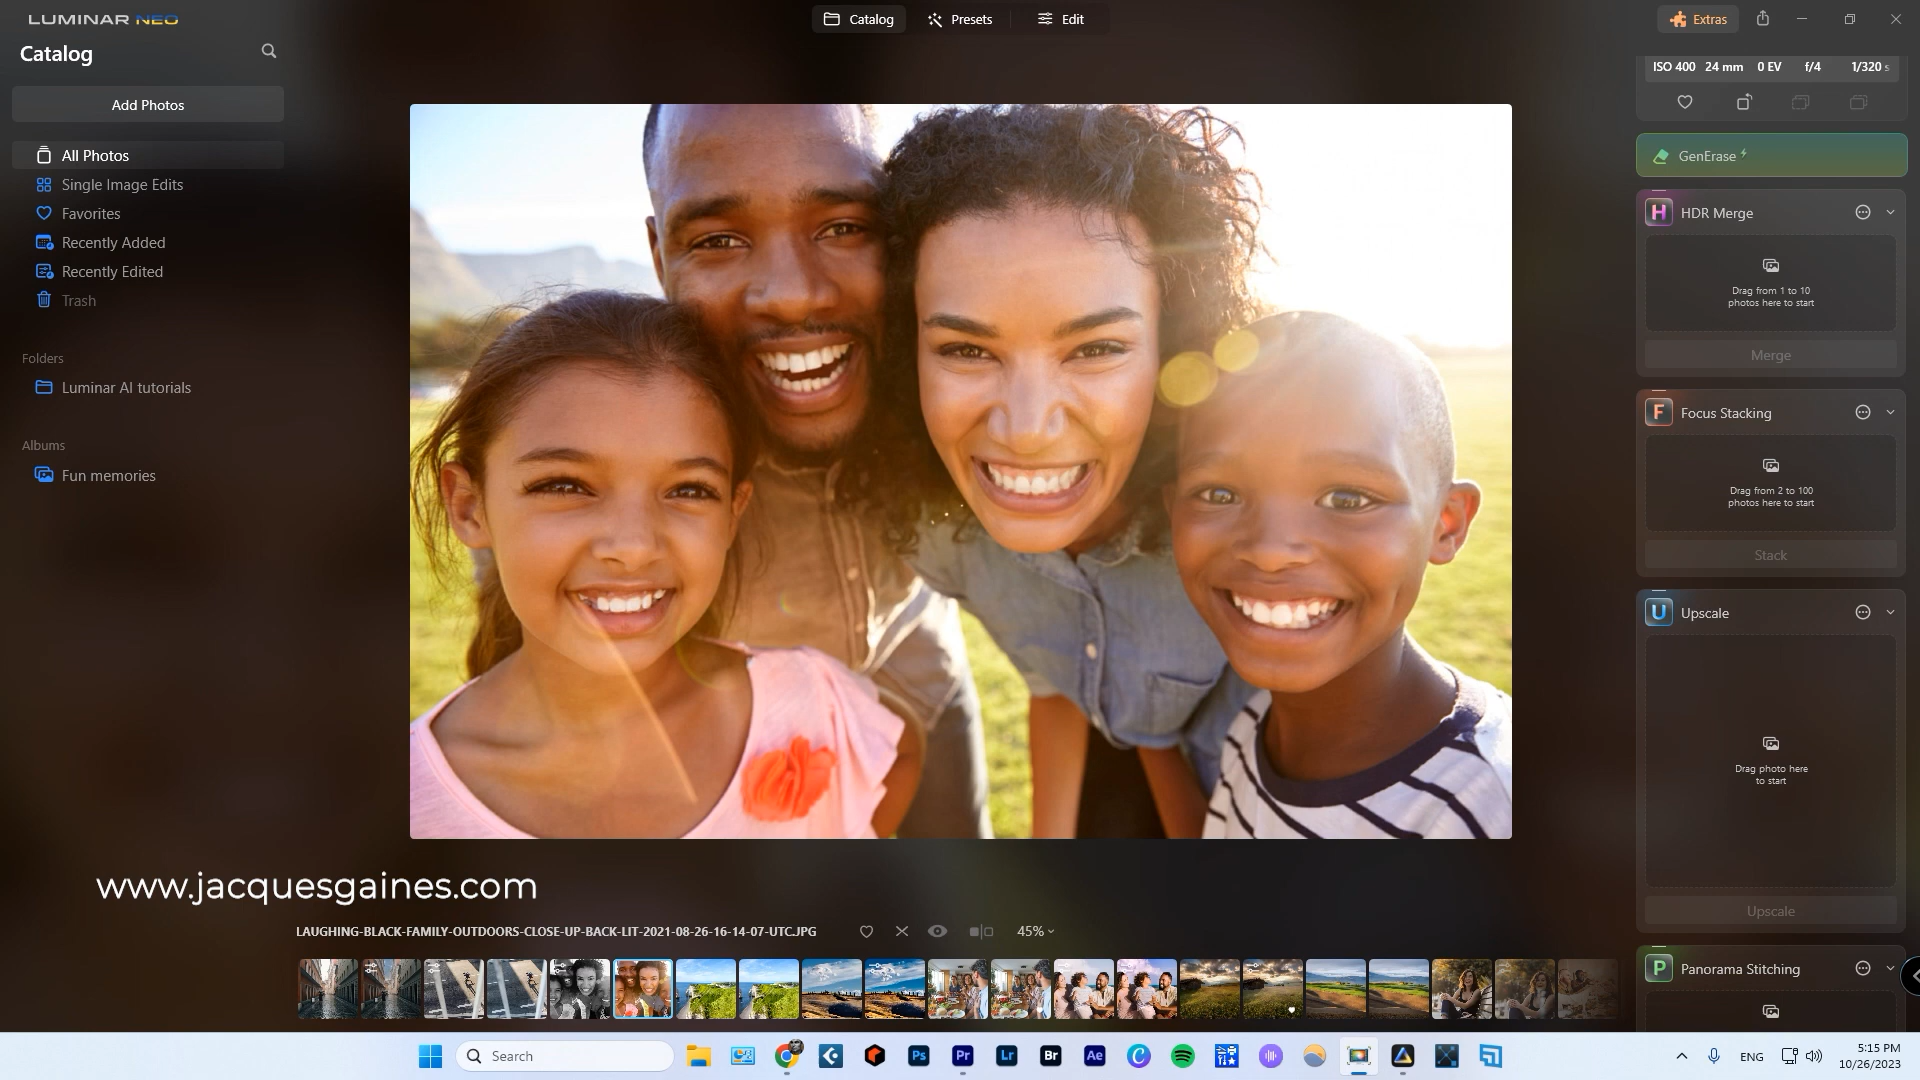 LUMINAR NEO
Catalog
Presets
Edit
Extras
Catalog
Add Photos
All Photos
Single Image Edits
Favorites
Recently Added
Recently Edited
Trash
Folders
Luminar AI tutorials
Albums
Fun memories
ISO 400 24 mm 0 EV f/4 1/320 s
GenErase
H HDR Merge
Drag from 1 to 10
photos here to start
Merge
F Focus Stacking
Drag from 2 to 100
photos here to start
Stack
U Upscale
Drag photo here
to start
Upscale
P Panorama Stitching
www.jacquesgaines.com
LAUGHING-BLACK-FAMILY-OUTDOORS-CLOSE-UP-BACK-LIT-2021-08-26-16-14-07-UTC.JPG
45%
Search
Ps
Pr
Lr
Br
Ae
ENG
5:15 PM
10/26/2023